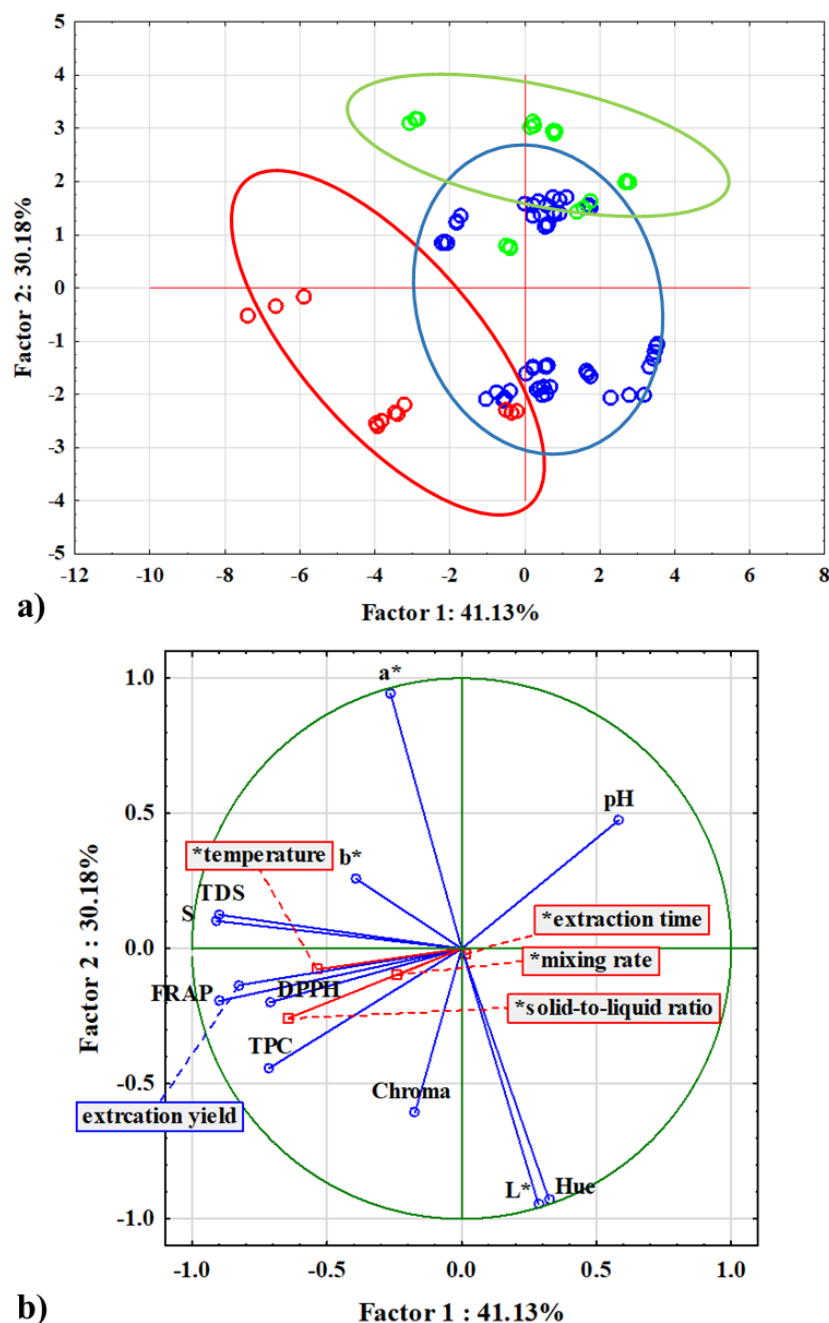 5
4
3
2
1
0
-1
-2
-3
-4
-5
Factor 2: 30.18%
-12 -10 -8 -6 -4 -2 0 2 4 6 8
a)
Factor 1: 41.13%
1.0
0.5
0.0
-0.5
-1.0
Factor 2 : 30.18%
a*
pH
*temperature
b*
TDS
S
*extraction time
*mixing rate
FRAP
DPPH
*solid-to-liquid ratio
TPC
Chroma
extrcation yield
L*
Hue
-1.0 -0.5 0.0 0.5 1.0
b)
Factor 1 : 41.13%